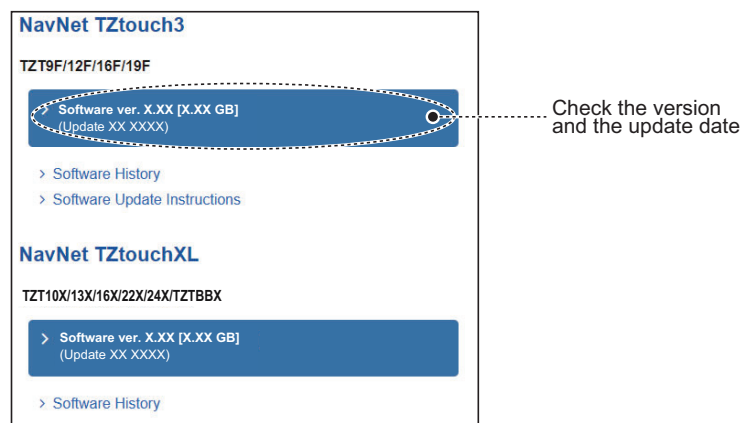 NavNet TZtouch3
TZT9F/12F/16F/19F
> Software ver. X.XX [X.XX GB]
(Update XX XXXX)
Check the version
and the update date
> Software History
> Software Update Instructions
NavNet TZtouchXL
TZT10X/13X/16X/22X/24X/TZTBBX
> Software ver. X.XX [X.XX GB]
(Update XX XXXX)
> Software History